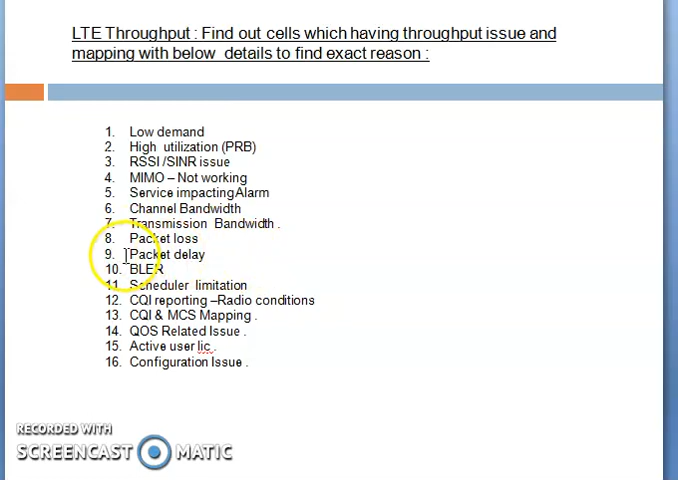 LTE Throughput : Find out cells which having throughput issue and
mapping with below details to find exact reason :
1. Low demand
2. High utilization (PRB)
3. RSSI /SINR issue
4. MIMO – Not working
5. Service impactingAlarm
6. Channel Bandwidth
7. Transmission Bandwidth .
8. Packet loss
9. Packet delay
10. BLER
11. Scheduler limitation
12. CQI reporting –Radio conditions
13. CQI & MCS Mapping .
14. QOS Related Issue .
15. Active user lic .
16. Configuration Issue .
RECORDED WITH
SCREENCAST MATIC